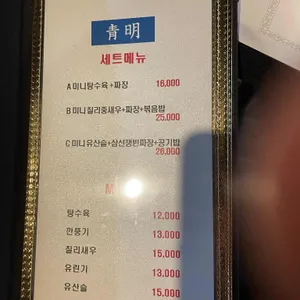 青明
세트메뉴
A 미니탕수육+짜장 16,000
B 미니칠리중새우+짜장+볶음밥
25,000
C 미니유산슬+삼선쟁반짜장+공기밥
26,000
M
탕수육 12,000
깐풍기 13,000
칠리새우 15,000
유린기 13,000
유산슬 15,000